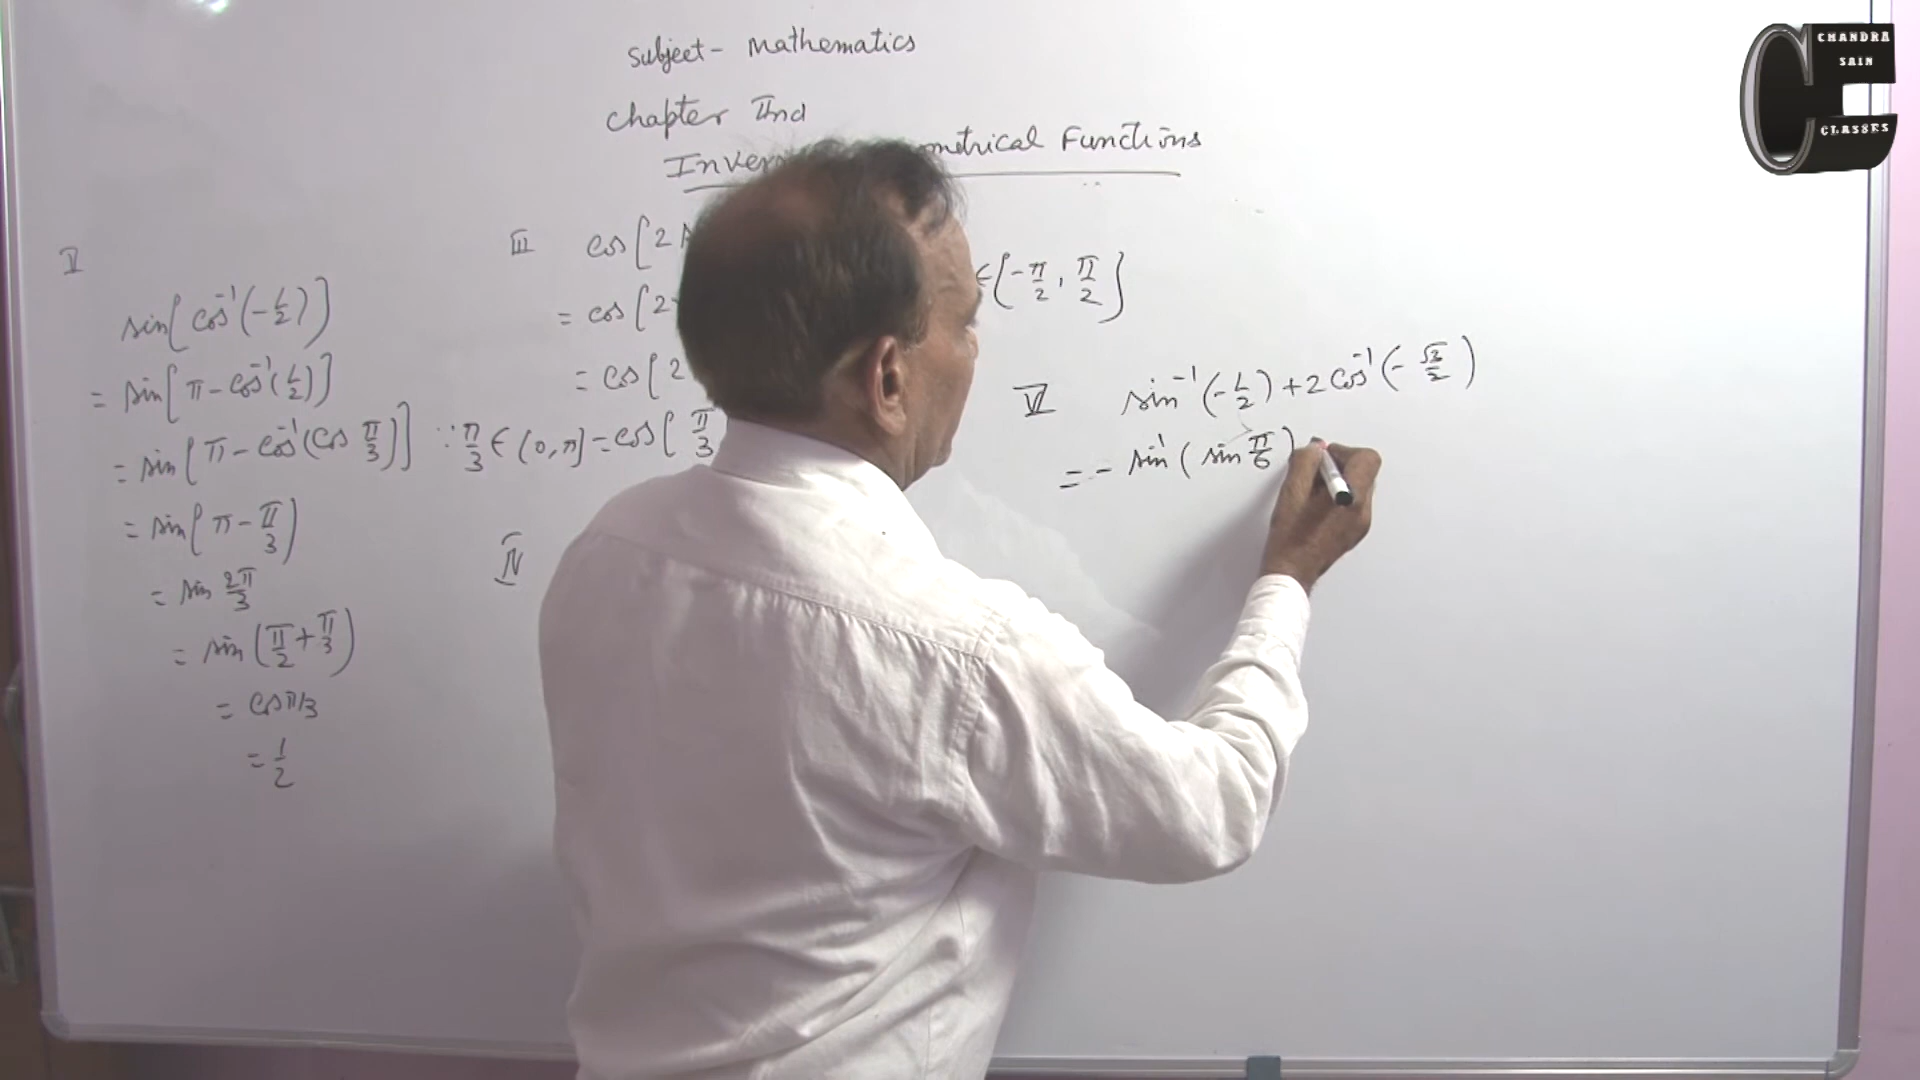 Subject- Mathematics
Chapter IInd
Functions
CHANDRA
SAIN
CLASSES
V
sin[cos⁻¹(-1/2)]
= sin[π-cos⁻¹(1/2)]
= sin[π-cos⁻¹(cos π/3)] ∵ π/3 ∈ (0,π]
= sin[π-π/3)
= sin 2π/3
= sin(π/2+π/3)
= cosπ/3
= 1/2
III cos[2
= cos[2
= cos[2
= cos[π/3
∈[-π/2, π/2]
IV
VI sin⁻¹(-1/2)+2cos⁻¹(-√3/2)
= - sin⁻¹(sin π/6)